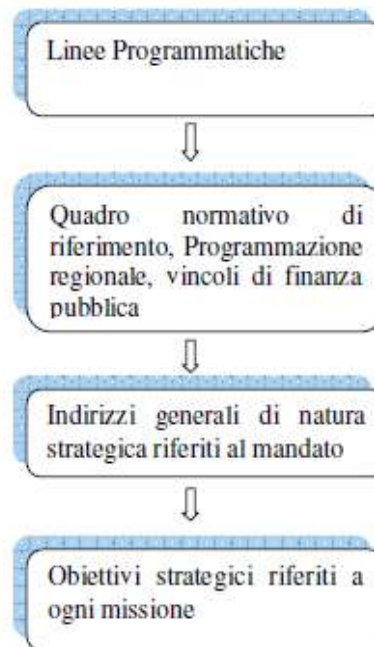 Linee Programmatiche
Quadro normativo di
riferimento, Programmazione
regionale, vincoli di finanza
pubblica
Indirizzi generali di natura
strategica riferiti al mandato
Obiettivi strategici riferiti a
ogni missione